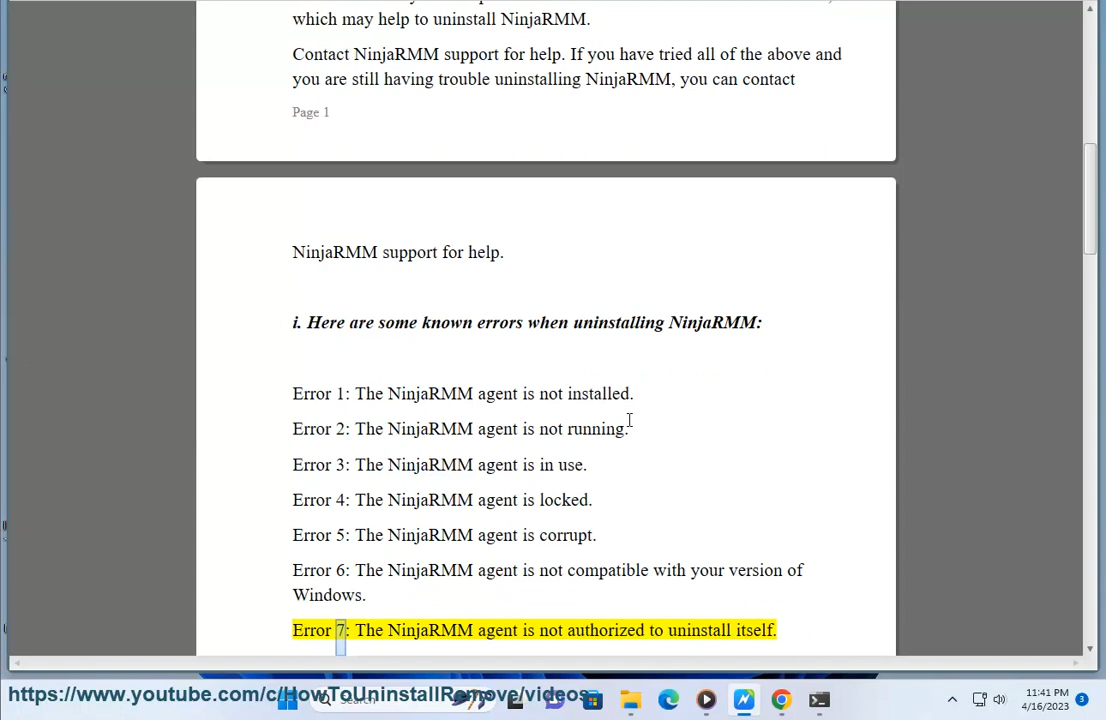 which may help to uninstall NinjaRMM.
Contact NinjaRMM support for help. If you have tried all of the above and
you are still having trouble uninstalling NinjaRMM, you can contact
Page 1
NinjaRMM support for help.
i. Here are some known errors when uninstalling NinjaRMM:
Error 1: The NinjaRMM agent is not installed.
Error 2: The NinjaRMM agent is not running.
Error 3: The NinjaRMM agent is in use.
Error 4: The NinjaRMM agent is locked.
Error 5: The NinjaRMM agent is corrupt.
Error 6: The NinjaRMM agent is not compatible with your version of
Windows.
Error 7: The NinjaRMM agent is not authorized to uninstall itself.
https://www.youtube.com/c/HowToUninstallRemove/videos
Search
11:41 PM
4/16/2023
3